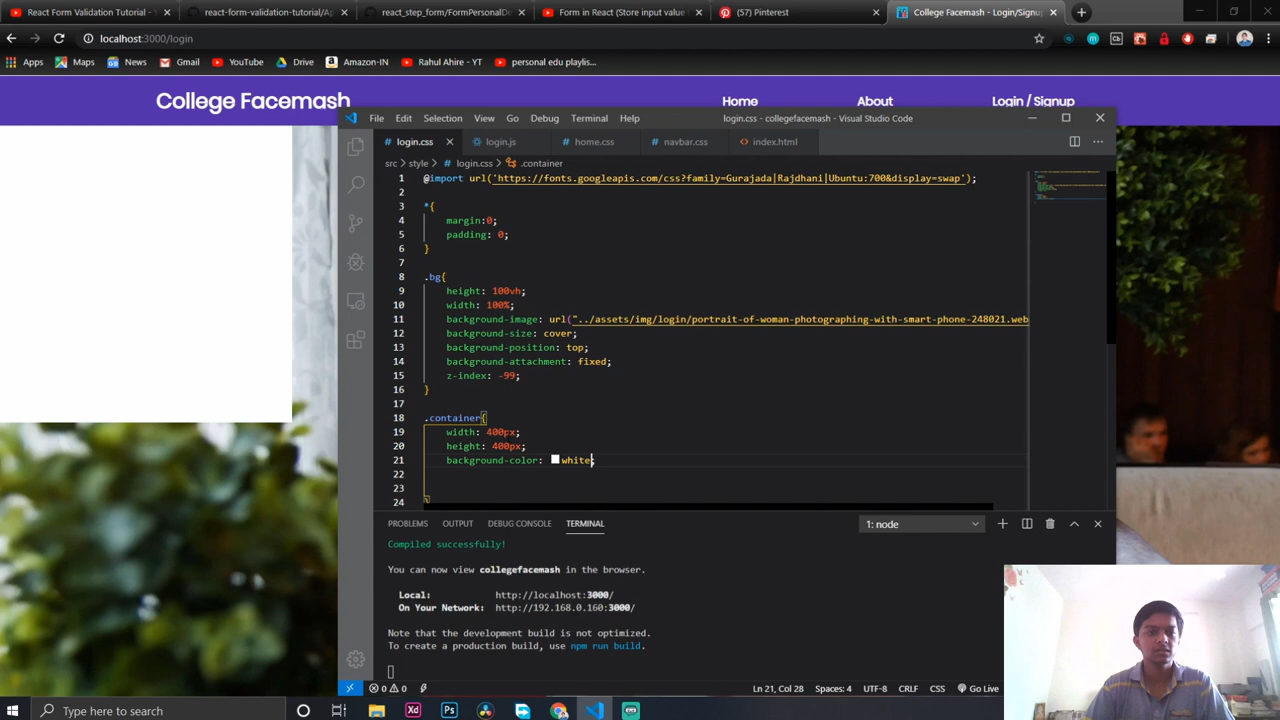 React Form Validation Tutorial -
react-form-validation-tutorial/Ap
react_step_form/FormPersonalDe
Form in React (Store input value
(57) Pinterest
College Facemash - Login/Signup
localhost:3000/login
Apps
Maps
News
Gmail
YouTube
Drive
Amazon-IN
Rahul Ahire - YT
personal edu playlis...
College Facemash
Home
About
Login / Signup
File Edit Selection View Go Debug Terminal Help
login.css - collegefacemash - Visual Studio Code
login.css
login.js
home.css
navbar.css
index.html
src > style > login.css > .container
1 @import url('https://fonts.googleapis.com/css?family=Gurajada|Rajdhani|Ubuntu:700&display=swap');
2
3 *{
4 margin:0;
5 padding: 0;
6 }
7
8 .bg{
9 height: 100vh;
10 width: 100%;
11 background-image: url("../assets/img/login/portrait-of-woman-photographing-with-smart-phone-248021.web
12 background-size: cover;
13 background-position: top;
14 background-attachment: fixed;
15 z-index: -99;
16 }
17
18 .container{
19 width: 400px;
20 height: 400px;
21 background-color: white;
22
23
24 }
PROBLEMS OUTPUT DEBUG CONSOLE TERMINAL
1: node
Compiled successfully!
You can now view collegefacemash in the browser.
Local: http://localhost:3000/
On Your Network: http://192.168.0.160:3000/
Note that the development build is not optimized.
To create a production build, use npm run build.
0 0
Ln 21, Col 28
Spaces: 4
UTF-8
CRLF
CSS
Go Live
Type here to search